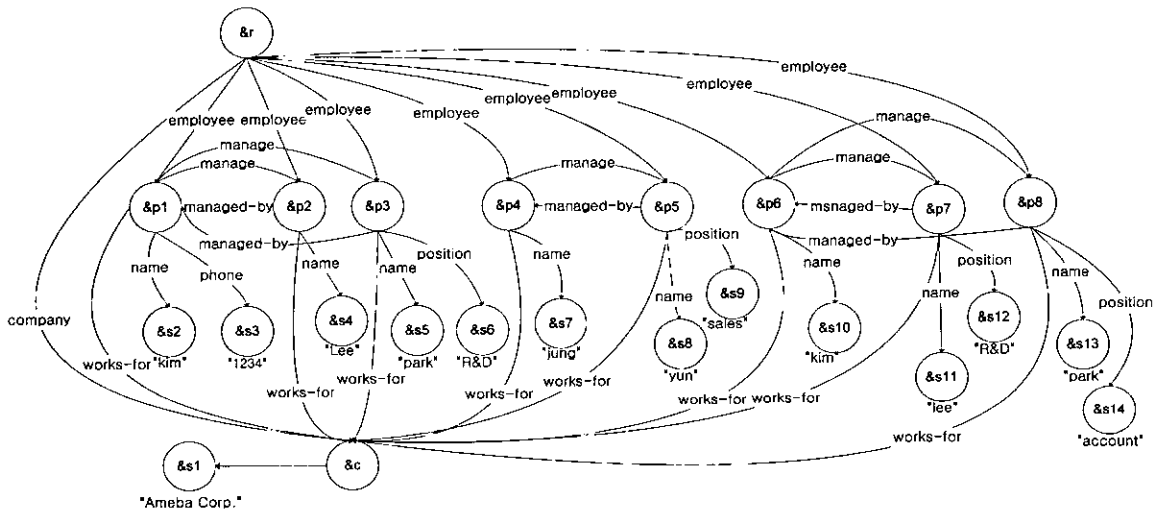 &r
employee
employee employee employee
employee employee employee employee
manage
manage
manage
manage
manage
&p1 managed-by &p2 &p3 &p4 managed-by &p5 &p6 msnaged-by &p7 &p8
managed-by
managed-by
position
position
position
position
name phone name name name name name name name
company
&s2 &s3 &s4 &s5 &s6 &s7 &s8 &s9 &s10 &s11 &s12 &s13 &s14
"kim" "1234" "Lee" "park" "R&D" "jung" "yun" "sales" "kim" "lee" "R&D" "park" "account"
works-for works-for works-for works-for works-for works-for works-for works-for
&s1 &c
"Ameba Corp."